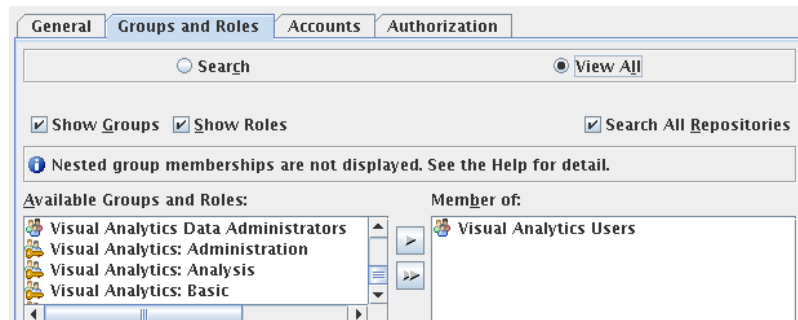 General Groups and Roles Accounts Authorization
Search View All
Show Groups Show Roles Search All Repositories
Nested group memberships are not displayed. See the Help for detail.
Available Groups and Roles: Member of:
Visual Analytics Data Administrators Visual Analytics Users
Visual Analytics: Administration
Visual Analytics: Analysis
Visual Analytics: Basic